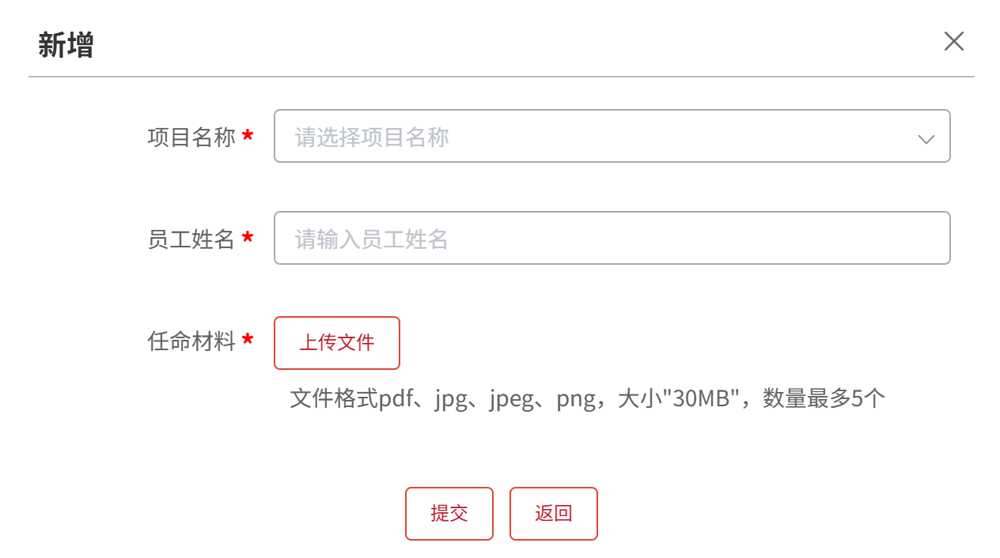 新增
项目名称 *
请选择项目名称
员工姓名 *
请输入员工姓名
任命材料 *
上传文件
文件格式pdf、jpg、jpeg、png，大小"30MB"，数量最多5个
提交
返回